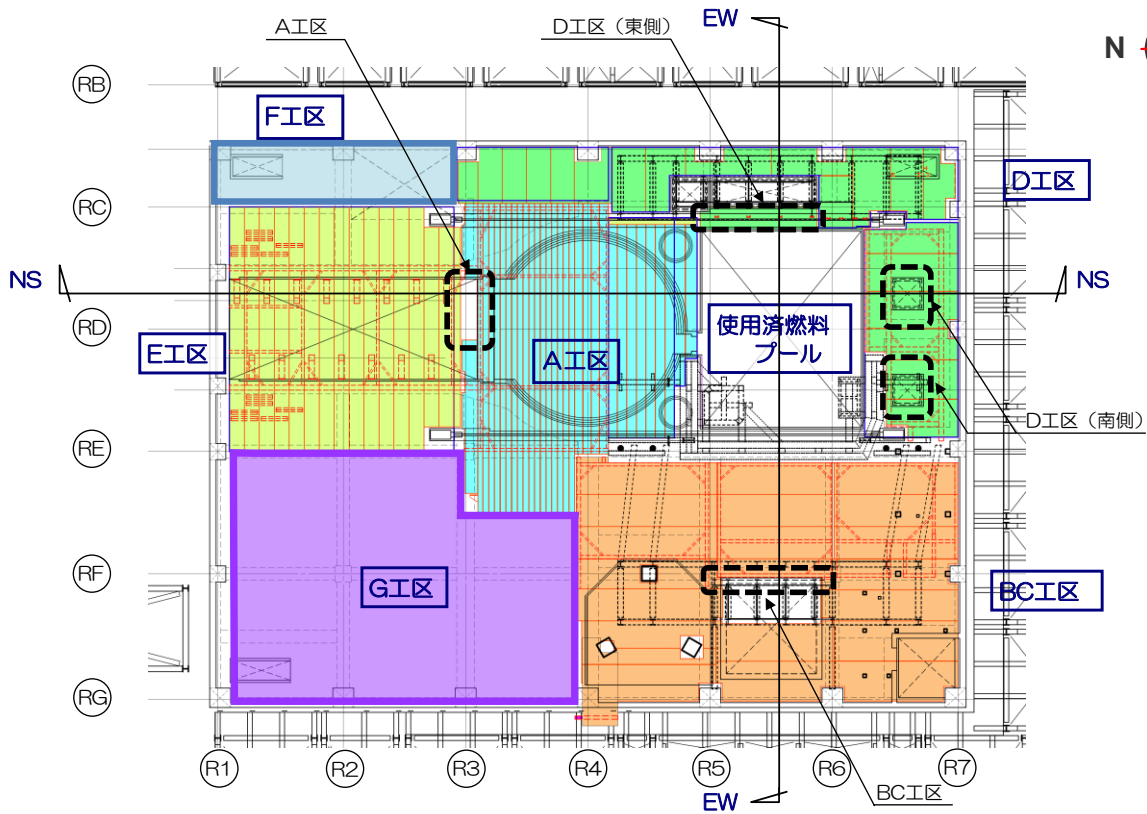 EW
A工区
D工区（東側）
N
RB
F工区
D工区
RC
NS
NS
使用済燃料
プール
RD
E工区
A工区
D工区（南側）
RE
RF
G工区
BC工区
RG
R1
R2
R3
R4
R5
R6
R7
EW
BC工区